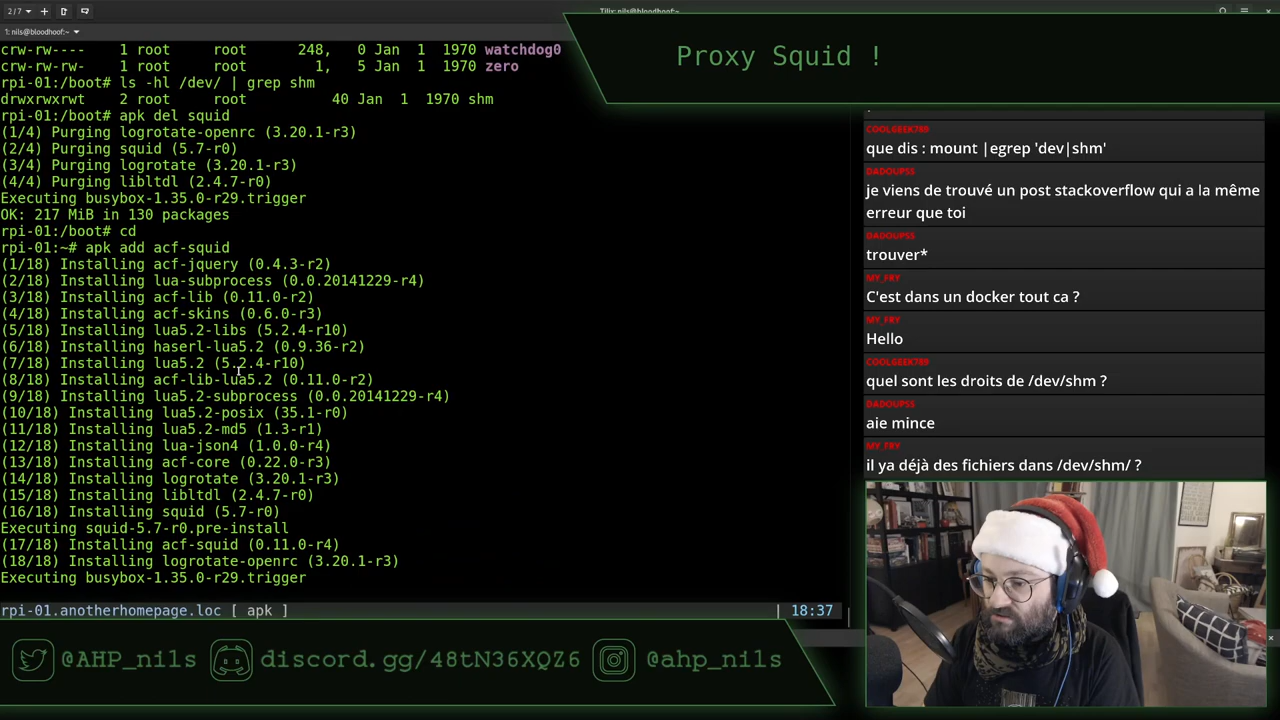 2/7
Tilix: nils@bloodhoof:~
1: nils@bloodhoof:~
crw-rw---- 1 root root 248, 0 Jan 1 1970 watchdog0
crw-rw-rw- 1 root root 1, 5 Jan 1 1970 zero
rpi-01:/boot# ls -hl /dev/ | grep shm
drwxrwxrwt 2 root root 40 Jan 1 1970 shm
rpi-01:/boot# apk del squid
(1/4) Purging logrotate-openrc (3.20.1-r3)
(2/4) Purging squid (5.7-r0)
(3/4) Purging logrotate (3.20.1-r3)
(4/4) Purging libltdl (2.4.7-r0)
Executing busybox-1.35.0-r29.trigger
OK: 217 MiB in 130 packages
rpi-01:/boot# cd
rpi-01:~# apk add acf-squid
(1/18) Installing acf-jquery (0.4.3-r2)
(2/18) Installing lua-subprocess (0.0.20141229-r4)
(3/18) Installing acf-lib (0.11.0-r2)
(4/18) Installing acf-skins (0.6.0-r3)
(5/18) Installing lua5.2-libs (5.2.4-r10)
(6/18) Installing haserl-lua5.2 (0.9.36-r2)
(7/18) Installing lua5.2 (5.2.4-r10)
(8/18) Installing acf-lib-lua5.2 (0.11.0-r2)
(9/18) Installing lua5.2-subprocess (0.0.20141229-r4)
(10/18) Installing lua5.2-posix (35.1-r0)
(11/18) Installing lua5.2-md5 (1.3-r1)
(12/18) Installing lua-json4 (1.0.0-r4)
(13/18) Installing acf-core (0.22.0-r3)
(14/18) Installing logrotate (3.20.1-r3)
(15/18) Installing libltdl (2.4.7-r0)
(16/18) Installing squid (5.7-r0)
Executing squid-5.7-r0.pre-install
(17/18) Installing acf-squid (0.11.0-r4)
(18/18) Installing logrotate-openrc (3.20.1-r3)
Executing busybox-1.35.0-r29.trigger
rpi-01.anotherhomepage.loc [ apk ] | 18:37
Proxy Squid !
COOLGEEK789
que dis : mount |egrep 'dev|shm'
DADOUPSS
je viens de trouvé un post stackoverflow qui a la même
erreur que toi
DADOUPSS
trouver*
MY_FRY
C'est dans un docker tout ca ?
MY_FRY
Hello
COOLGEEK789
quel sont les droits de /dev/shm ?
DADOUPSS
aie mince
MY_FRY
il ya déjà des fichiers dans /dev/shm/ ?
@AHP_nils discord.gg/48tN36XQZ6 @ahp_nils